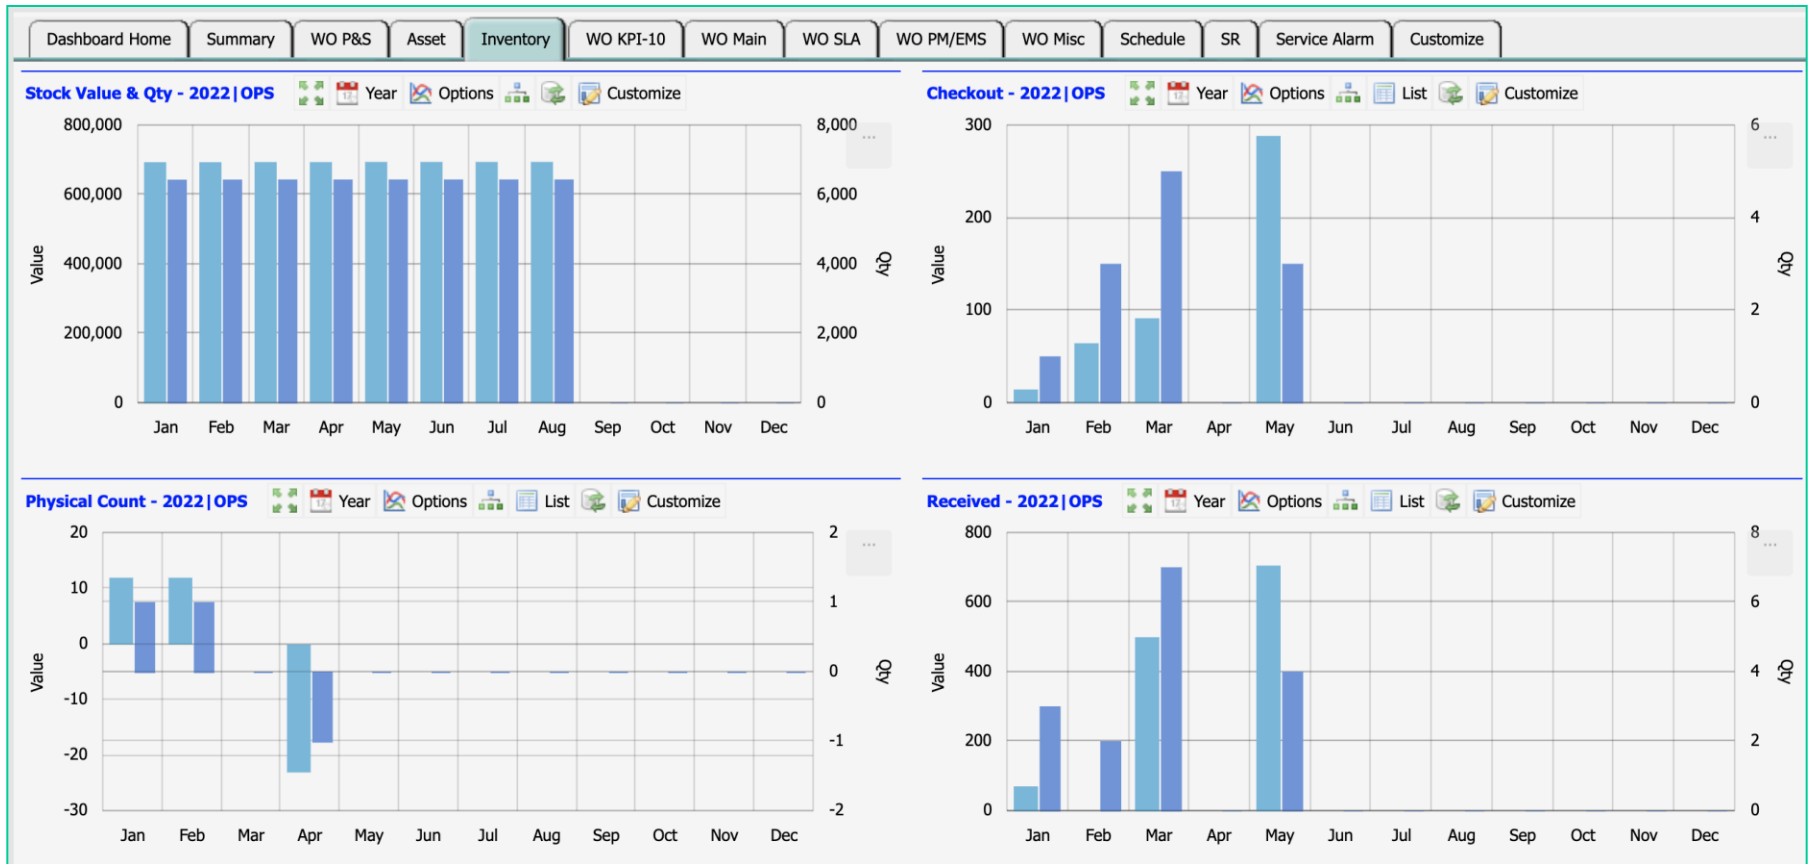 Dashboard Home Summary WO P&S Asset Inventory WO KPI-10 WO Main WO SLA WO PM/EMS WO Misc Schedule SR Service Alarm Customize
Stock Value & Qty - 2022|OPS Year Options Customize
800,000 8,000 ...
600,000 6,000
400,000 4,000
200,000 2,000
0 0
Value
Qty
Jan Feb Mar Apr May Jun Jul Aug Sep Oct Nov Dec
Checkout - 2022|OPS Year Options List Customize
300 6 ...
200 4
100 2
0 0
Value
Qty
Jan Feb Mar Apr May Jun Jul Aug Sep Oct Nov Dec
Physical Count - 2022|OPS Year Options List Customize
20 2 ...
10 1
0 0
-10 -1
-20 -2
-30
Value
Qty
Jan Feb Mar Apr May Jun Jul Aug Sep Oct Nov Dec
Received - 2022|OPS Year Options List Customize
800 8 ...
600 6
400 4
200 2
0 0
Value
Qty
Jan Feb Mar Apr May Jun Jul Aug Sep Oct Nov Dec